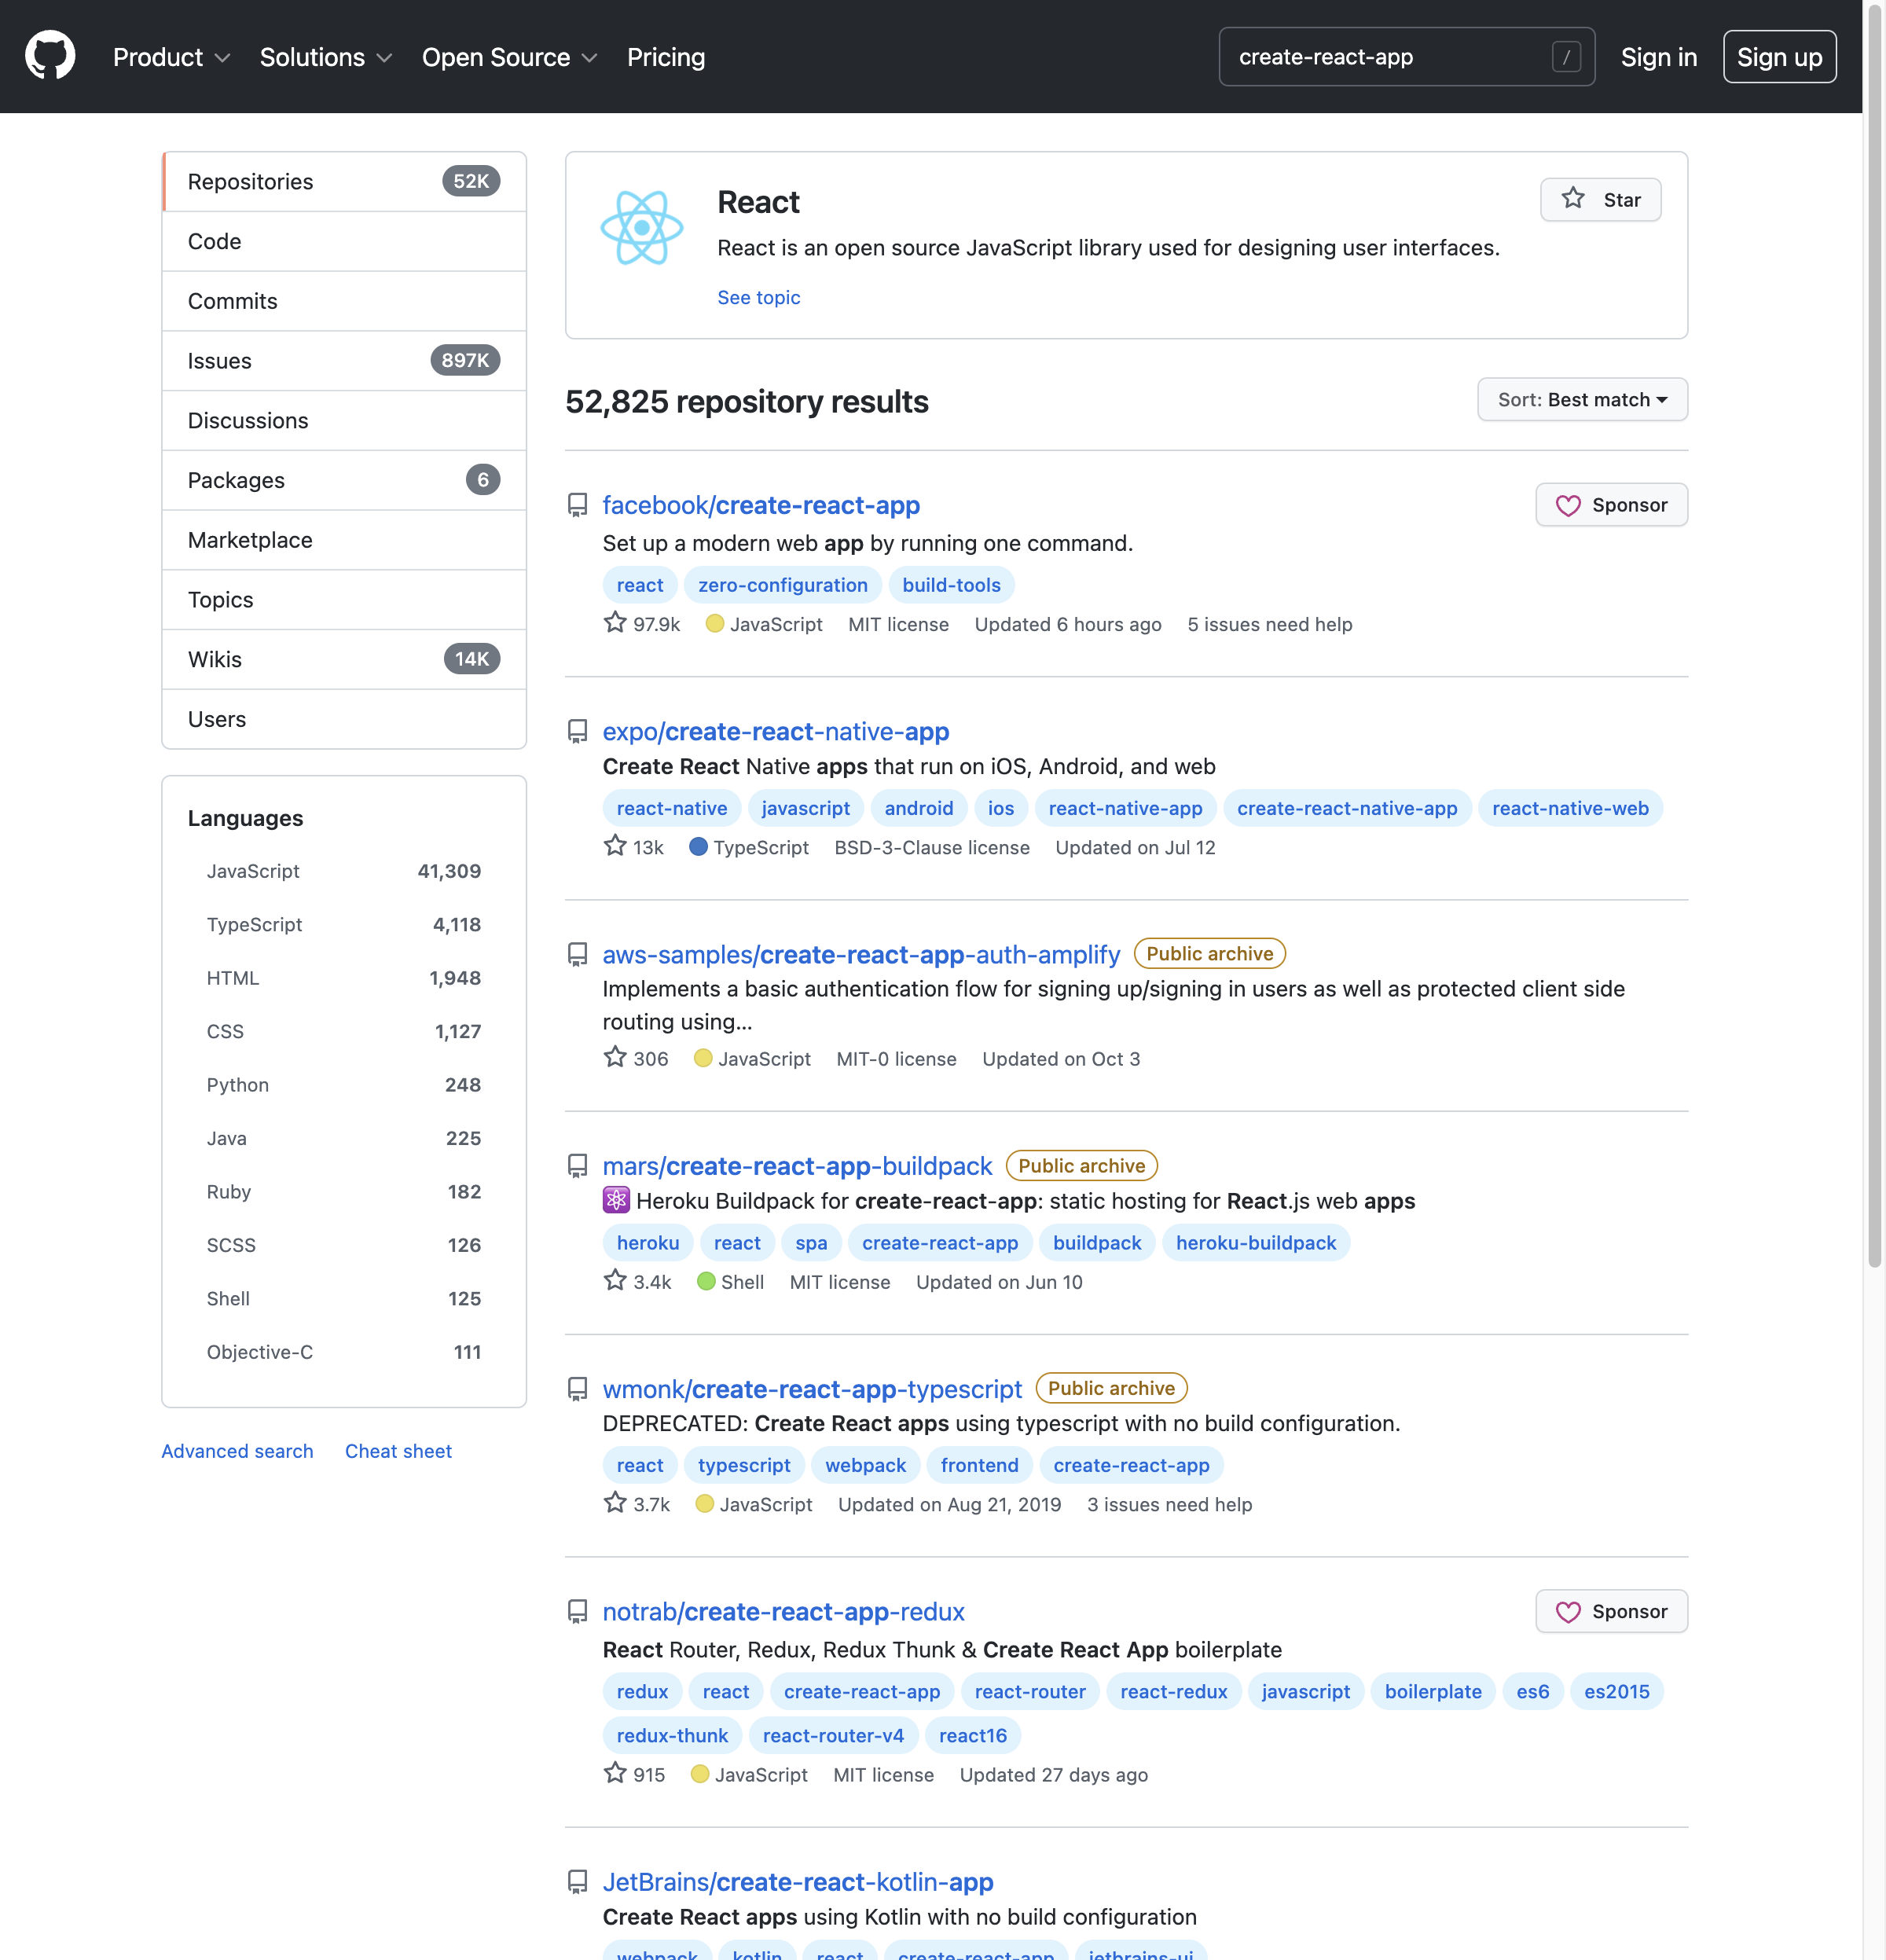 Product Solutions Open Source Pricing create-react-app / Sign in Sign up
Repositories 52K
Code
Commits
Issues 897K
Discussions
Packages 6
Marketplace
Topics
Wikis 14K
Users
Languages
JavaScript 41,309
TypeScript 4,118
HTML 1,948
CSS 1,127
Python 248
Java 225
Ruby 182
SCSS 126
Shell 125
Objective-C 111
Advanced search Cheat sheet
React
Star
React is an open source JavaScript library used for designing user interfaces.
See topic
52,825 repository results
Sort: Best match
facebook/create-react-app
Sponsor
Set up a modern web app by running one command.
react zero-configuration build-tools
97.9k JavaScript MIT license Updated 6 hours ago 5 issues need help
expo/create-react-native-app
Create React Native apps that run on iOS, Android, and web
react-native javascript android ios react-native-app create-react-native-app react-native-web
13k TypeScript BSD-3-Clause license Updated on Jul 12
aws-samples/create-react-app-auth-amplify Public archive
Implements a basic authentication flow for signing up/signing in users as well as protected client side
routing using...
306 JavaScript MIT-0 license Updated on Oct 3
mars/create-react-app-buildpack Public archive
⚛️ Heroku Buildpack for create-react-app: static hosting for React.js web apps
heroku react spa create-react-app buildpack heroku-buildpack
3.4k Shell MIT license Updated on Jun 10
wmonk/create-react-app-typescript Public archive
DEPRECATED: Create React apps using typescript with no build configuration.
react typescript webpack frontend create-react-app
3.7k JavaScript Updated on Aug 21, 2019 3 issues need help
notrab/create-react-app-redux
Sponsor
React Router, Redux, Redux Thunk & Create React App boilerplate
redux react create-react-app react-router react-redux javascript boilerplate es6 es2015
redux-thunk react-router-v4 react16
915 JavaScript MIT license Updated 27 days ago
JetBrains/create-react-kotlin-app
Create React apps using Kotlin with no build configuration
webpack kotlin react create-react-app jetbrains-ui